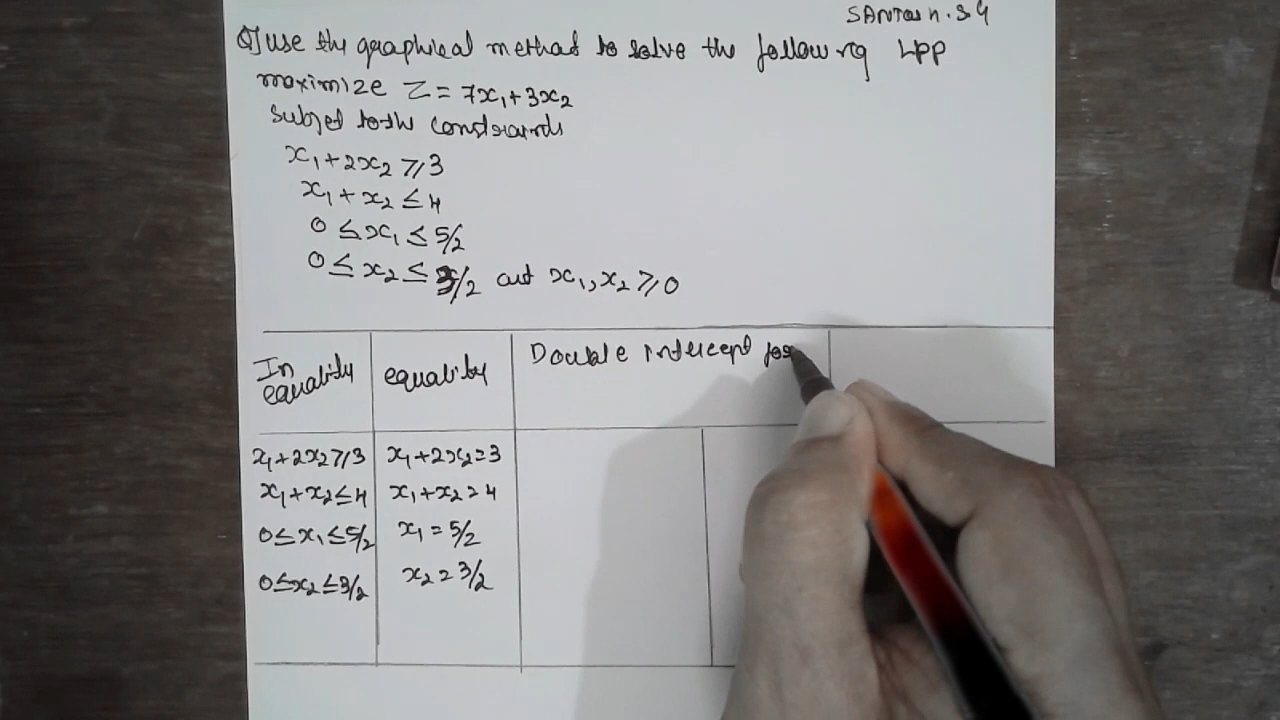 SANTosh. S G
Q] use the graphical method to solve the following LPP
maximize Z = 7x₁+3x₂
Subject to the constraints
x₁+2x₂ ≥ 3
x₁+x₂ ≤ 4
0 ≤ x₁ ≤ 5/2
0 ≤ x₂ ≤ 3/2 and x₁, x₂ ≥ 0
In equality
equality
Double intercept for
x₁+2x₂≥3
x₁+2x₂=3
x₁+x₂≤4
x₁+x₂=4
0≤x₁≤5/2
x₁=5/2
0≤x₂≤3/2
x₂=3/2